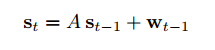 s_t = A s_{t−1} + w_{t−1}